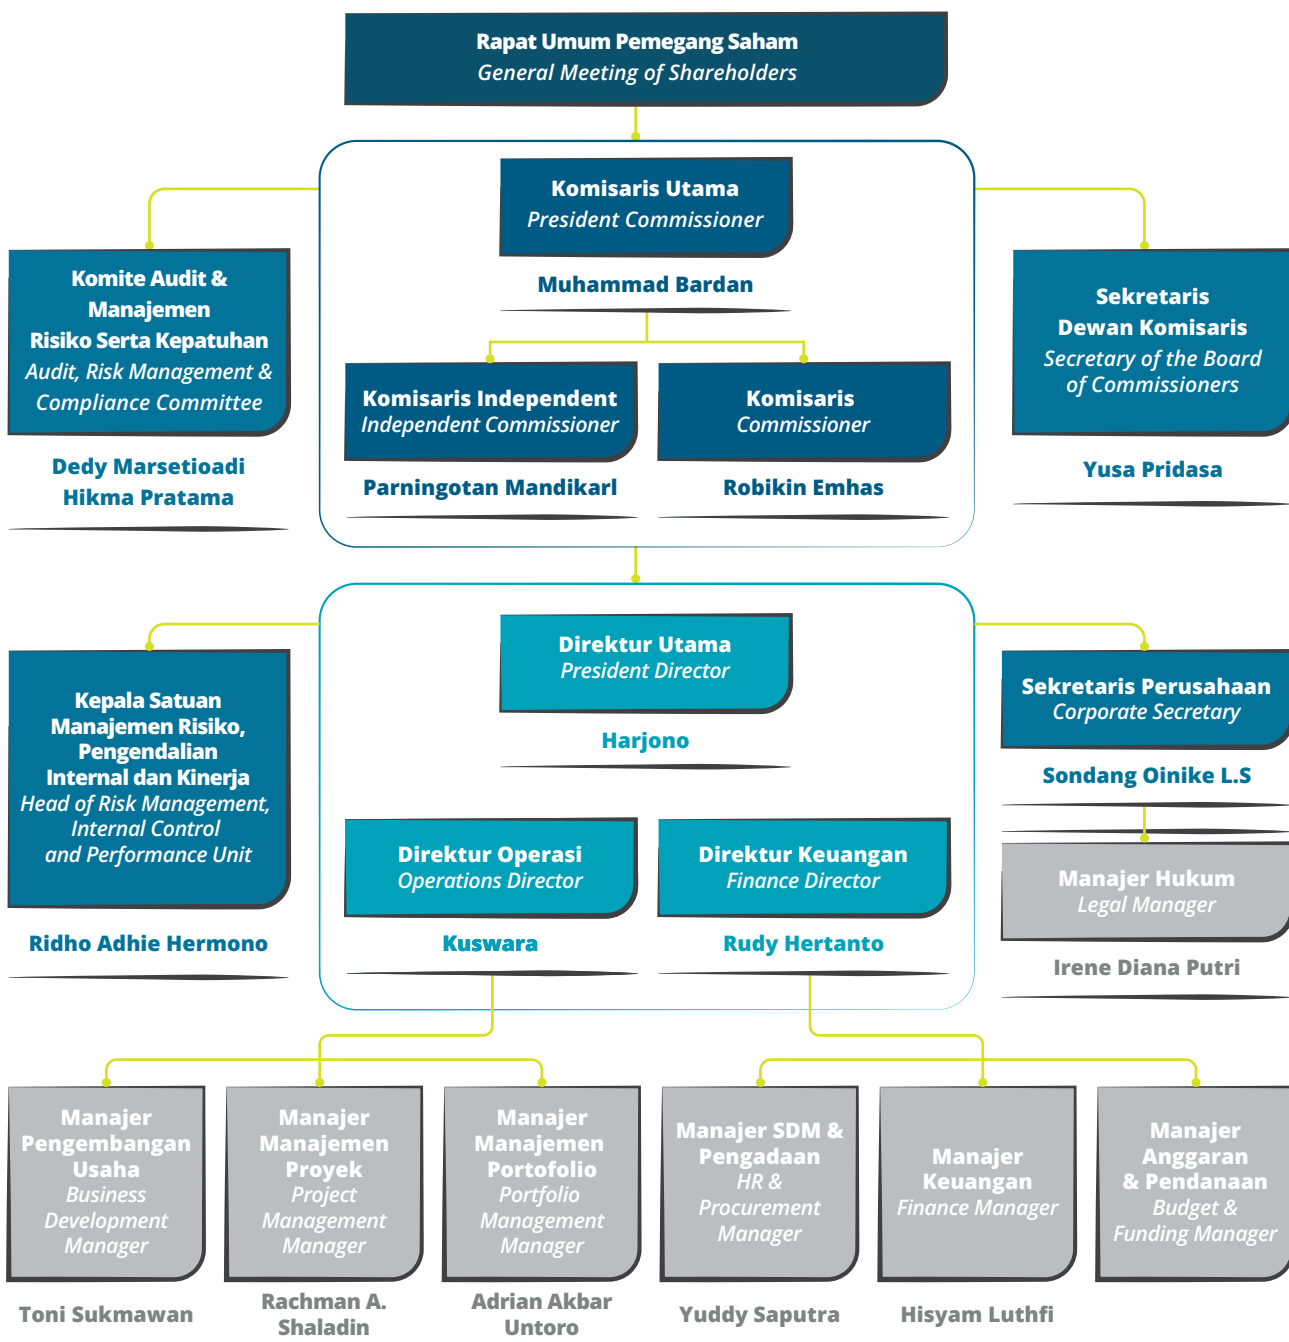 Rapat Umum Pemegang Saham
General Meeting of Shareholders
Komisaris Utama
President Commissioner
Muhammad Bardan
Komite Audit &
Manajemen
Risiko Serta Kepatuhan
Audit, Risk Management &
Compliance Committee
Dedy Marsetioadi
Hikma Pratama
Komisaris Independent
Independent Commissioner
Parningotan Mandikarl
Komisaris
Commissioner
Robikin Emhas
Sekretaris
Dewan Komisaris
Secretary of the Board
of Commissioners
Yusa Pridasa
Direktur Utama
President Director
Harjono
Kepala Satuan
Manajemen Risiko,
Pengendalian
Internal dan Kinerja
Head of Risk Management,
Internal Control
and Performance Unit
Ridho Adhie Hermono
Direktur Operasi
Operations Director
Kuswara
Direktur Keuangan
Finance Director
Rudy Hertanto
Sekretaris Perusahaan
Corporate Secretary
Sondang Oinike L.S
Manajer Hukum
Legal Manager
Irene Diana Putri
Manajer
Pengembangan
Usaha
Business
Development
Manager
Toni Sukmawan
Manajer
Manajemen
Proyek
Project
Management
Manager
Rachman A.
Shaladin
Manajer
Manajemen
Portofolio
Portfolio
Management
Manager
Adrian Akbar
Untoro
Manajer SDM &
Pengadaan
HR &
Procurement
Manager
Yuddy Saputra
Manajer
Keuangan
Finance Manager
Hisyam Luthfi
Manajer
Anggaran
& Pendanaan
Budget &
Funding Manager